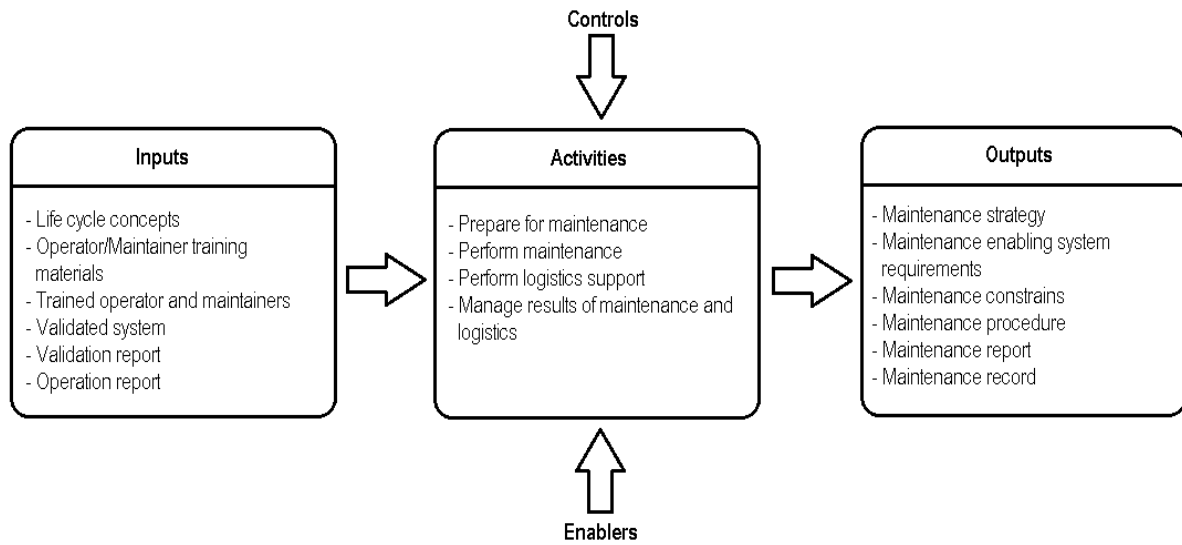 Controls
Inputs
- Life cycle concepts
- Operator/Maintainer training
materials
- Trained operator and maintainers
- Validated system
- Validation report
- Operation report
Activities
- Prepare for maintenance
- Perform maintenance
- Perform logistics support
- Manage results of maintenance and
logistics
Outputs
- Maintenance strategy
- Maintenance enabling system
requirements
- Maintenance constrains
- Maintenance procedure
- Maintenance report
- Maintenance record
Enablers